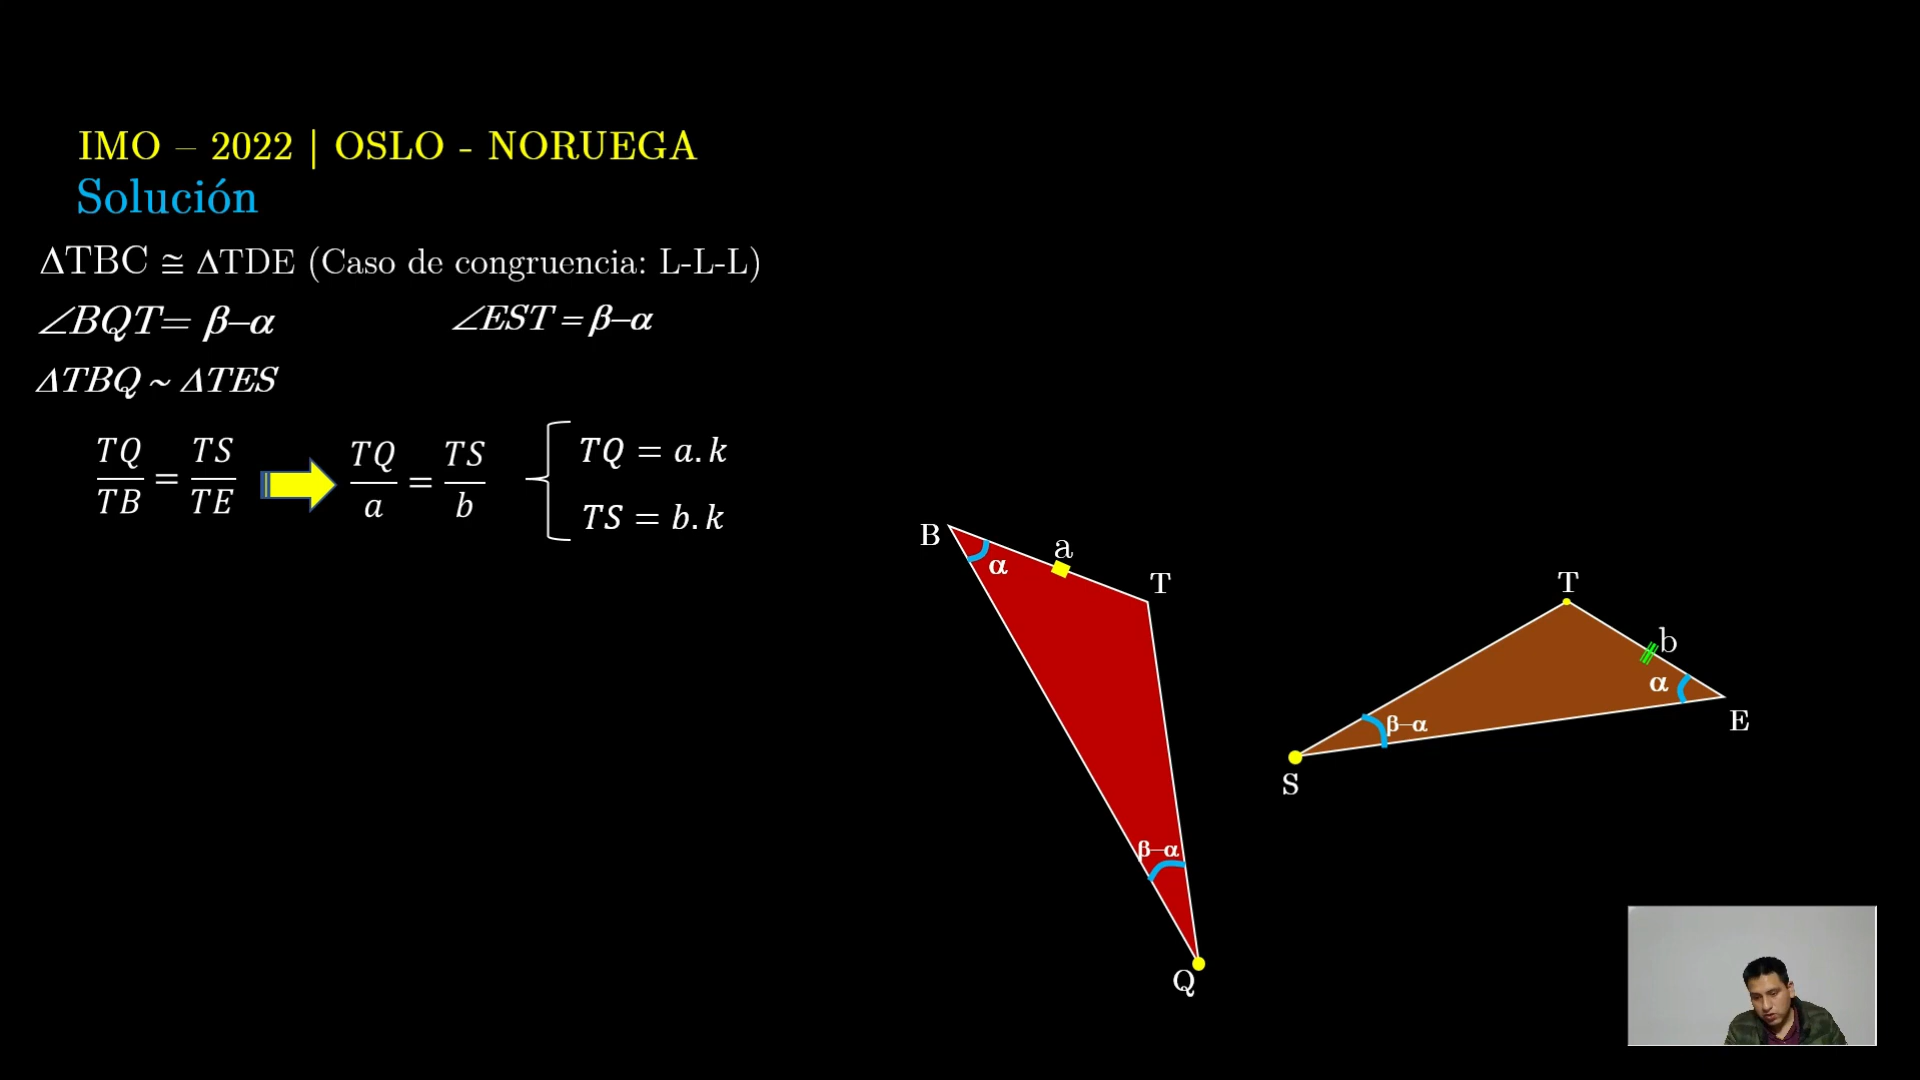 IMO – 2022 | OSLO - NORUEGA
Solución
ΔTBC ≅ ΔTDE (Caso de congruencia: L-L-L)
∠BQT= β–α ∠EST = β–α
ΔTBQ ~ ΔTES
TQ/TB = TS/TE TQ/a = TS/b { TQ = a.k
TS = b.k
B
a
α
T
β–α
Q
T
b
α
E
β–α
S